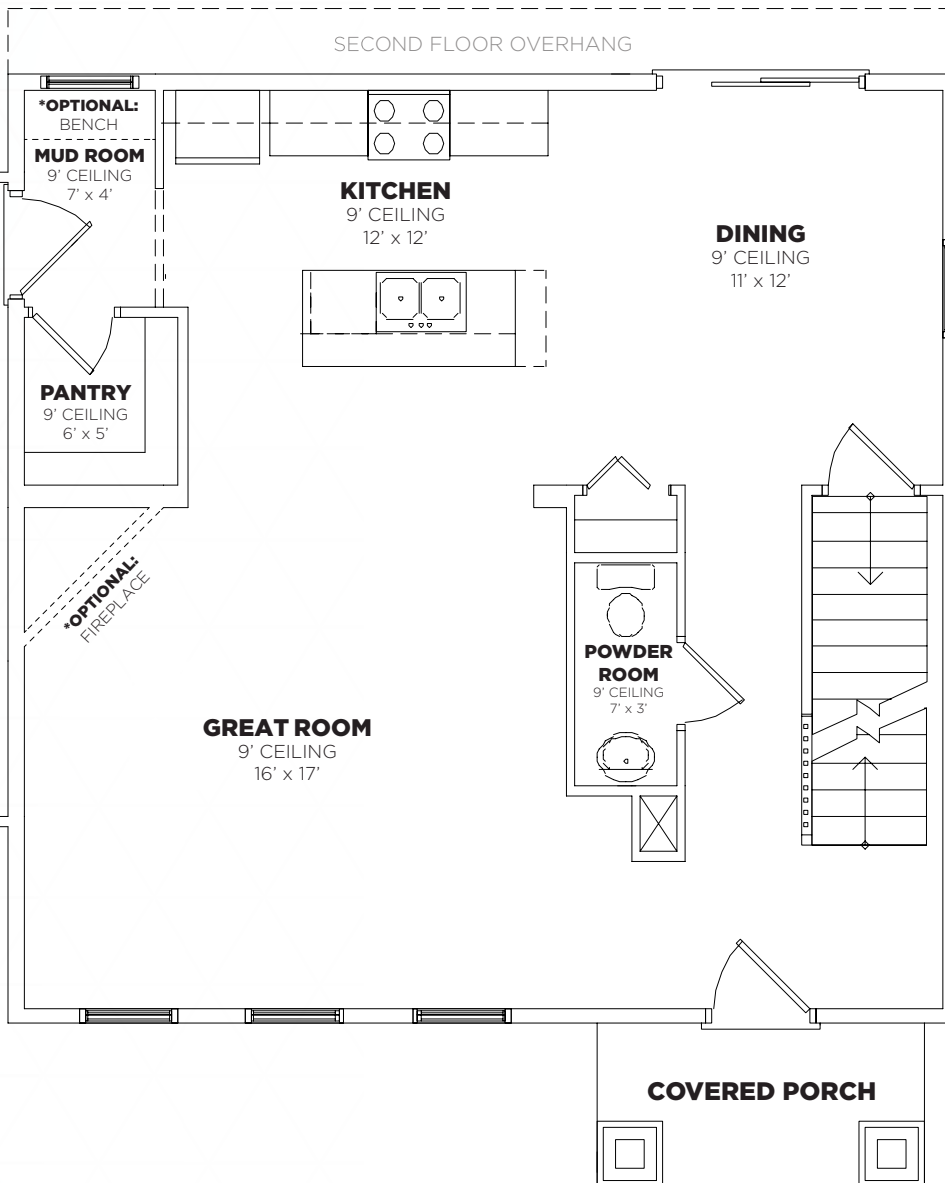 SECOND FLOOR OVERHANG
*OPTIONAL:
BENCH
MUD ROOM
9’ CEILING
7’ x 4’
KITCHEN
9’ CEILING
12’ x 12’
DINING
9’ CEILING
11’ x 12’
PANTRY
9’ CEILING
6’ x 5’
*OPTIONAL:
FIREPLACE
POWDER
ROOM
9’ CEILING
7’ x 3’
GREAT ROOM
9’ CEILING
16’ x 17’
COVERED PORCH